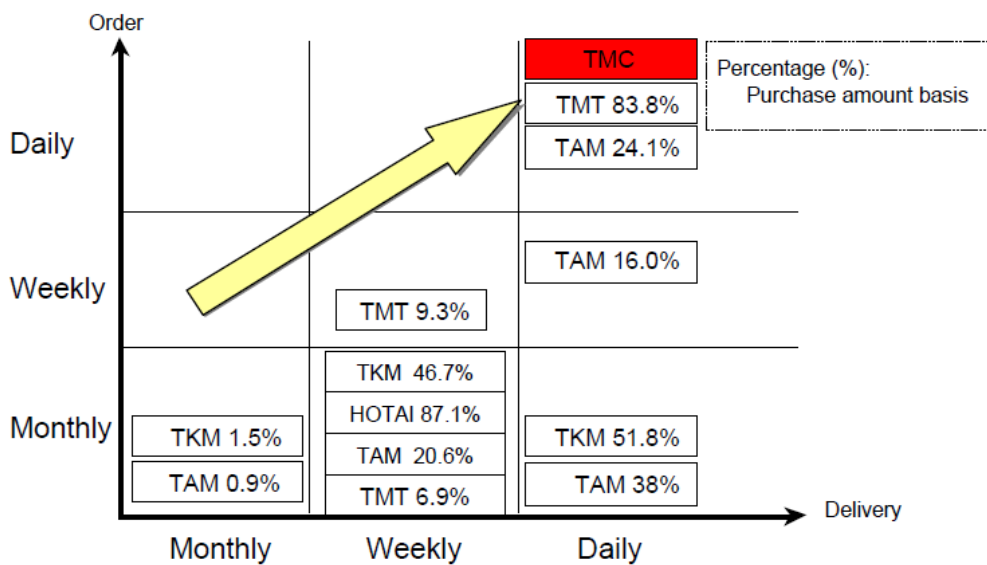 Order
TMC
Percentage (%):
Purchase amount basis
TMT 83.8%
Daily
TAM 24.1%
TAM 16.0%
Weekly
TMT 9.3%
TKM 46.7%
HOTAI 87.1%
Monthly
TKM 1.5%
TKM 51.8%
TAM 20.6%
TAM 0.9%
TAM 38%
TMT 6.9%
Delivery
Monthly
Weekly
Daily